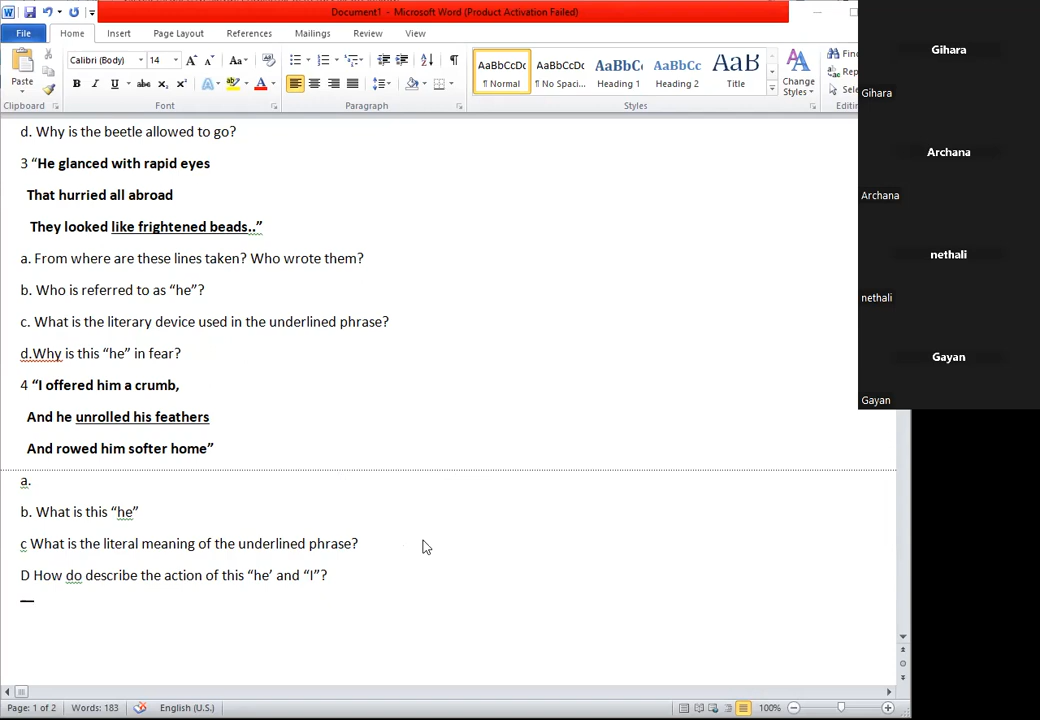 Document1 - Microsoft Word (Product Activation Failed)
File Home Insert Page Layout References Mailings Review View
Calibri (Body) 14
Paste
AaBbCcDc AaBbCcDc AaBbC AaBbCc AaB
¶ Normal ¶ No Spaci... Heading 1 Heading 2 Title
Change Styles
Clipboard Font Paragraph Styles
d. Why is the beetle allowed to go?
3 “He glanced with rapid eyes
That hurried all abroad
They looked like frightened beads..”
a. From where are these lines taken? Who wrote them?
b. Who is referred to as “he”?
c. What is the literary device used in the underlined phrase?
d.Why is this “he” in fear?
4 “I offered him a crumb,
And he unrolled his feathers
And rowed him softer home”
a.
b. What is this “he”
c What is the literal meaning of the underlined phrase?
D How do describe the action of this “he’ and “I”?
Page: 1 of 2 Words: 183 English (U.S.) 100%
Gihara
Gihara
Archana
Archana
nethali
nethali
Gayan
Gayan